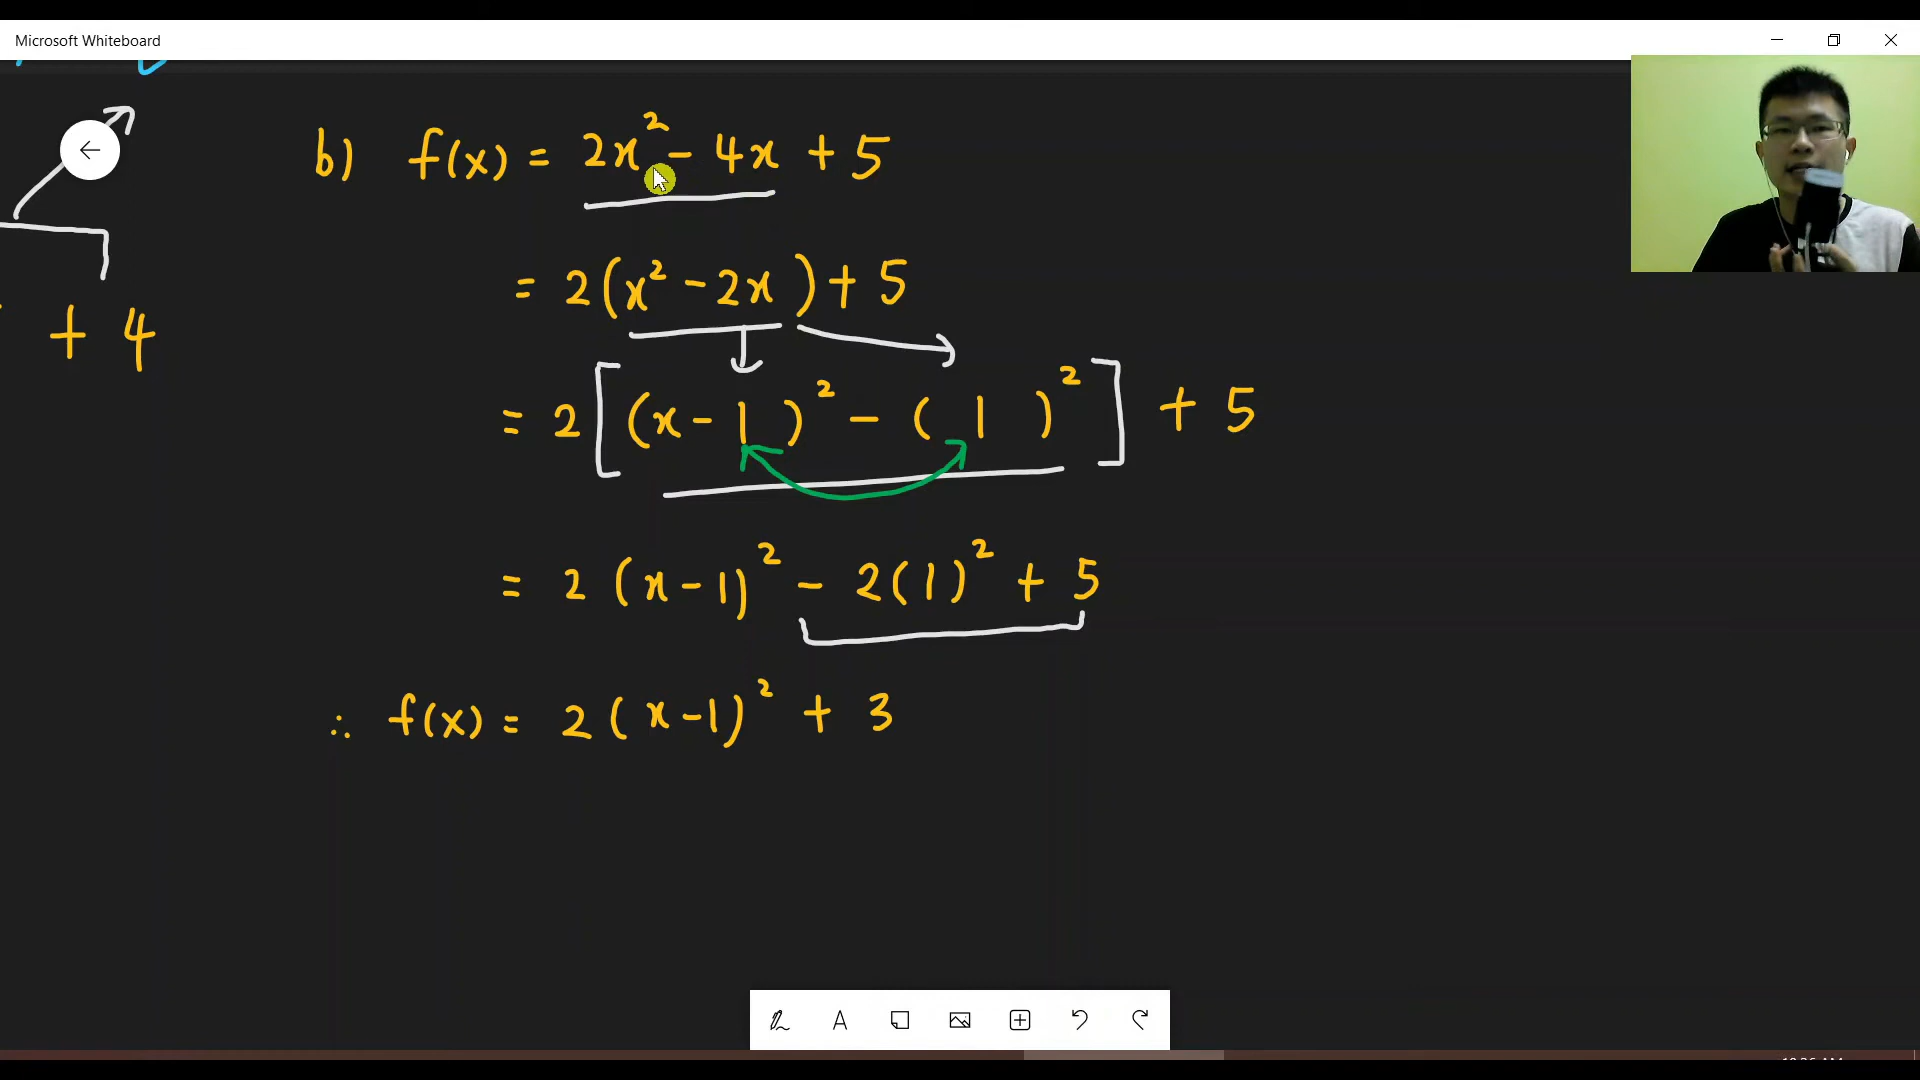 Microsoft Whiteboard
b) f(x) = 2x² - 4x + 5
= 2(x² - 2x ) + 5
+ 4
= 2[(x - 1 )² - ( 1 )²] + 5
= 2 (x - 1)² - 2(1)² + 5
∴ f(x) = 2 (x - 1)² + 3
A